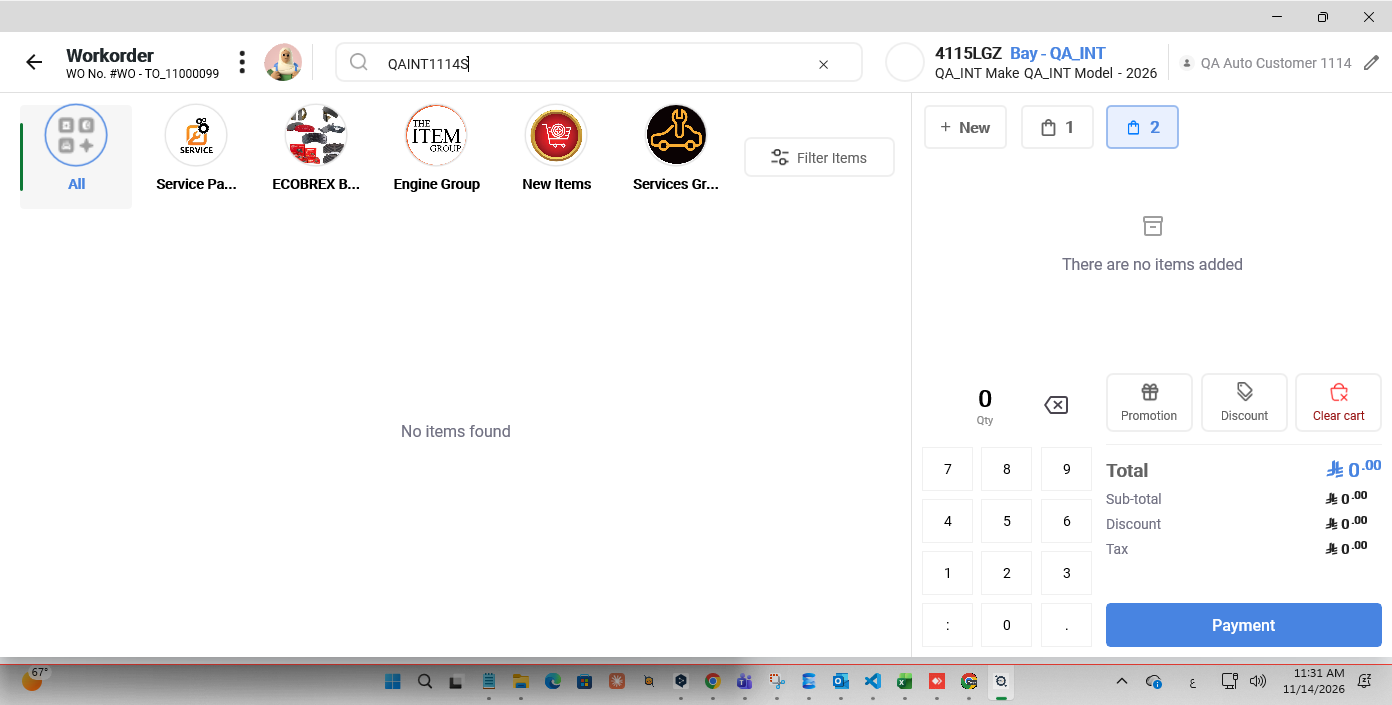 Workorder
WO No. #WO - TO_11000099
QAINT1114S
4115LGZ Bay - QA_INT
QA_INT Make QA_INT Model - 2026
QA Auto Customer 1114
All
SERVICE
Service Pa...
ECOBREX B...
THE
ITEM
GROUP
Engine Group
New Items
Services Gr...
Filter Items
+ New
1
2
There are no items added
No items found
0
Qty
Promotion
Discount
Clear cart
7 8 9
4 5 6
1 2 3
: 0 .
Total 0.00
Sub-total 0.00
Discount 0.00
Tax 0.00
Payment
67°
ع
11:31 AM
11/14/2026